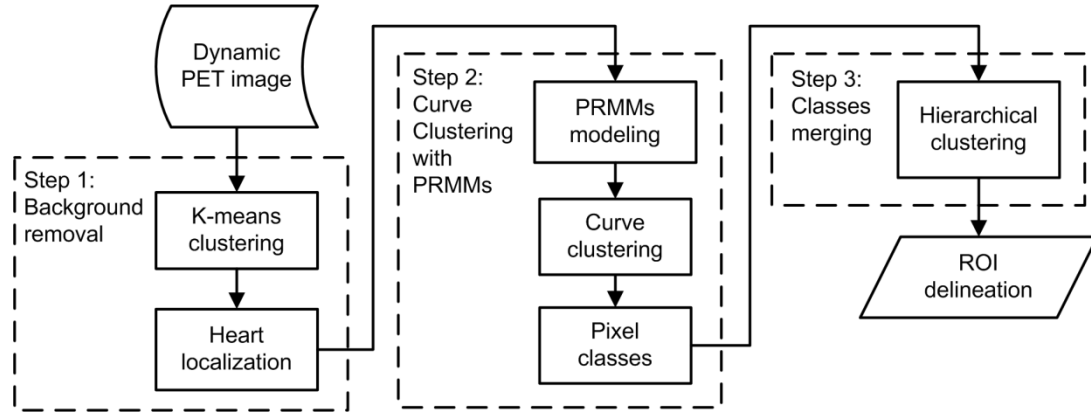 Dynamic
PET image
Step 1:
Background
removal
K-means
clustering
Heart
localization
Step 2:
Curve
Clustering
with
PRMMs
PRMMs
modeling
Curve
clustering
Pixel
classes
Step 3:
Classes
merging
Hierarchical
clustering
ROI
delineation